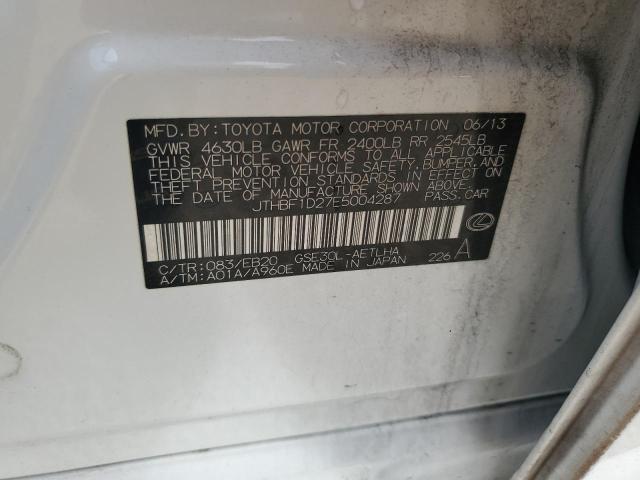 MFD.BY:TOYOTA MOTOR CORPORATION 06/13
GVWR 4630LB GAWR FR 2400LB RR 2545LB
THIS VEHICLE CONFORMS TO ALL APPLICABLE
FEDERAL MOTOR VEHICLE SAFETY, BUMPER, AND
THEFT PREVENTION STANDARDS IN EFFECT ON
THE DATE OF MANUFACTURE SHOWN ABOVE.
JTHBF1D27E5004287 PASS.CAR
C/TR:083/EB20 GSE30L-AETLHA
A/TM:A01A/A960E MADE IN JAPAN 226 A